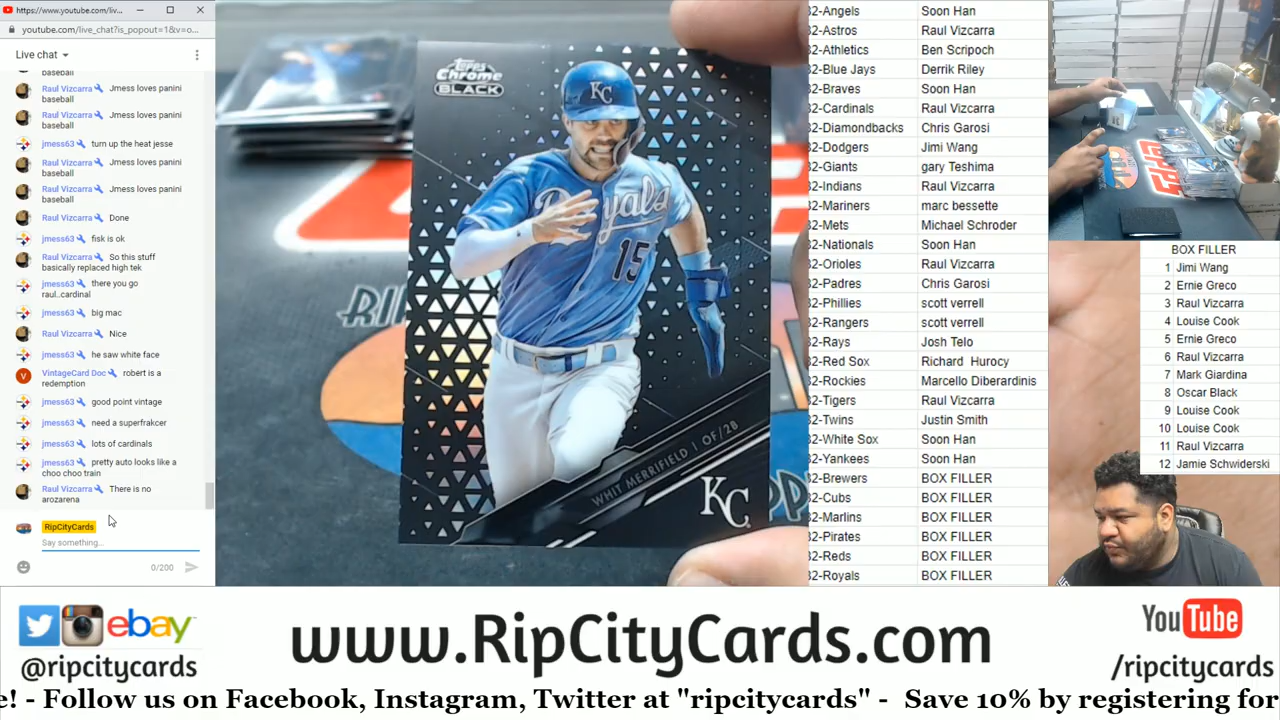 https://www.youtube.com/liv...
youtube.com/live_chat?is_popout=1&v=o...
Live chat
baseball
Raul Vizcarra Jmess loves panini
baseball
Raul Vizcarra Jmess loves panini
baseball
jmess63 turn up the heat jesse
Raul Vizcarra Jmess loves panini
baseball
Raul Vizcarra Jmess loves panini
baseball
Raul Vizcarra Done
jmess63 fisk is ok
Raul Vizcarra So this stuff
basically replaced high tek
jmess63 there you go
raul..cardinal
jmess63 big mac
Raul Vizcarra Nice
jmess63 he saw white face
VintageCard Doc robert is a
redemption
jmess63 good point vintage
jmess63 need a superfrakcer
jmess63 lots of cardinals
jmess63 pretty auto looks like a
choo choo train
Raul Vizcarra There is no
arozarena
RipCityCards
Say something...
0/200
Topps
Chrome
BLACK
KC
Royals
15
WHIT MERRIFIELD | OF/2B
KC
32-Angels Soon Han
32-Astros Raul Vizcarra
32-Athletics Ben Scripoch
32-Blue Jays Derrik Riley
32-Braves Soon Han
32-Cardinals Raul Vizcarra
32-Diamondbacks Chris Garosi
32-Dodgers Jimi Wang
32-Giants gary Teshima
32-Indians Raul Vizcarra
32-Mariners marc bessette
32-Mets Michael Schroder
32-Nationals Soon Han
32-Orioles Raul Vizcarra
32-Padres Chris Garosi
32-Phillies scott verrell
32-Rangers scott verrell
32-Rays Josh Telo
32-Red Sox Richard Hurocy
32-Rockies Marcello Diberardinis
32-Tigers Raul Vizcarra
32-Twins Justin Smith
32-White Sox Soon Han
32-Yankees Soon Han
32-Brewers BOX FILLER
32-Cubs BOX FILLER
32-Marlins BOX FILLER
32-Pirates BOX FILLER
32-Reds BOX FILLER
32-Royals BOX FILLER
BOX FILLER
1 Jimi Wang
2 Ernie Greco
3 Raul Vizcarra
4 Louise Cook
5 Ernie Greco
6 Raul Vizcarra
7 Mark Giardina
8 Oscar Black
9 Louise Cook
10 Louise Cook
11 Raul Vizcarra
12 Jamie Schwiderski
ebay
@ripcitycards
www.RipCityCards.com
YouTube
/ripcitycards
e! - Follow us on Facebook, Instagram, Twitter at "ripcitycards" - Save 10% by registering for